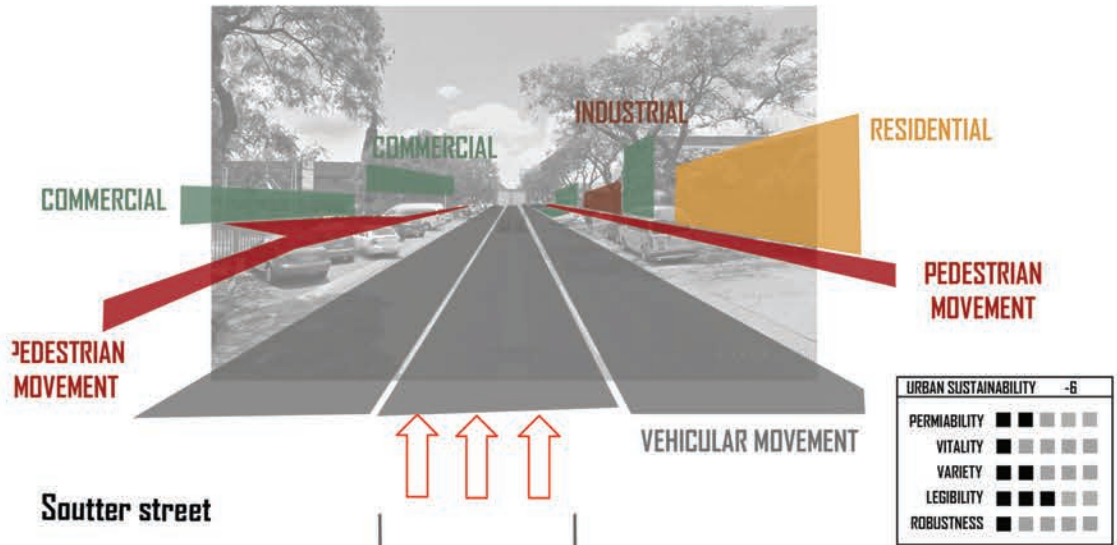 INDUSTRIAL
COMMERCIAL
RESIDENTIAL
COMMERCIAL
PEDESTRIAN
MOVEMENT
PEDESTRIAN
MOVEMENT
VEHICULAR MOVEMENT
URBAN SUSTAINABILITY -6
PERMIABILITY
VITALITY
VARIETY
LEGIBILITY
ROBUSTNESS
Soutter street